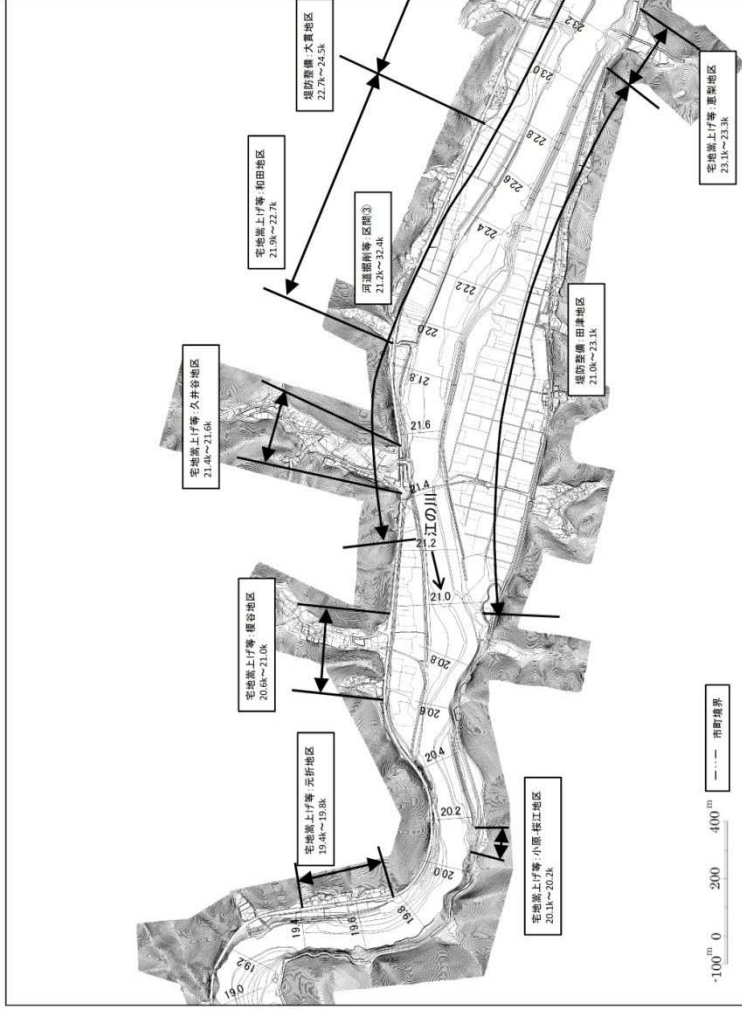 堤防整備:大貫地区
22.7k～24.5k
宅地嵩上げ等:和田地区
21.9k～22.7k
河道掘削等:区間③
21.2k～32.4k
宅地嵩上げ等:久井谷地区
21.4k～21.6k
宅地嵩上げ等:榎谷地区
20.6k～21.0k
宅地嵩上げ等:元折地区
19.4k～19.8k
宅地嵩上げ等:恵梨地区
23.1k～23.3k
堤防整備:田津地区
21.0k～23.1k
宅地嵩上げ等:小原・桜江地区
20.1k～20.2k
江の川
19.0
19.2
19.4
19.6
19.8
20.0
20.2
20.4
20.6
20.8
21.0
21.2
21.4
21.6
21.8
22.0
22.2
22.4
22.6
22.8
23.0
23.2
市町境界
-100m 0 200 400m